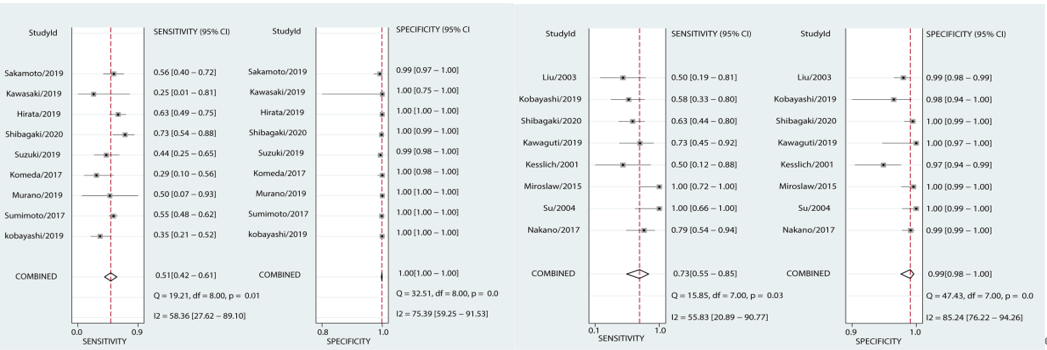 StudyId SENSITIVITY (95% CI)
Sakamoto/2019 0.56 [0.40 – 0.72]
Kawasaki/2019 0.25 [0.01 – 0.81]
Hirata/2019 0.63 [0.49 – 0.75]
Shibagaki/2020 0.73 [0.54 – 0.88]
Suzuki/2019 0.44 [0.25 – 0.65]
Komeda/2017 0.29 [0.10 – 0.56]
Murano/2019 0.50 [0.07 – 0.93]
Sumimoto/2017 0.55 [0.48 – 0.62]
kobayashi/2019 0.35 [0.21 – 0.52]
COMBINED 0.51[0.42 – 0.61]
Q = 19.21, df = 8.00, p = 0.01
I2 = 58.36 [27.62 – 89.10]
0.0 0.9
SENSITIVITY
StudyId SPECIFICITY (95% CI
Sakamoto/2019 0.99 [0.97 – 1.00]
Kawasaki/2019 1.00 [0.75 – 1.00]
Hirata/2019 1.00 [1.00 – 1.00]
Shibagaki/2020 1.00 [0.99 – 1.00]
Suzuki/2019 0.99 [0.98 – 1.00]
Komeda/2017 1.00 [0.98 – 1.00]
Murano/2019 1.00 [1.00 – 1.00]
Sumimoto/2017 1.00 [1.00 – 1.00]
kobayashi/2019 1.00 [1.00 – 1.00]
COMBINED 1.00[1.00 – 1.00]
Q = 32.51, df = 8.00, p = 0.0
I2 = 75.39 [59.25 – 91.53]
0.8 1.0
SPECIFICITY
StudyId SENSITIVITY (95% CI)
Liu/2003 0.50 [0.19 – 0.81]
Kobayashi/2019 0.58 [0.33 – 0.80]
Shibagaki/2020 0.63 [0.44 – 0.80]
Kawaguti/2019 0.73 [0.45 – 0.92]
Kesslich/2001 0.50 [0.12 – 0.88]
Miroslaw/2015 1.00 [0.72 – 1.00]
Su/2004 1.00 [0.66 – 1.00]
Nakano/2017 0.79 [0.54 – 0.94]
COMBINED 0.73[0.55 – 0.85]
Q = 15.85, df = 7.00, p = 0.03
I2 = 55.83 [20.89 – 90.77]
0.1 1.0
SENSITIVITY
StudyId SPECIFICITY (95% CI)
Liu/2003 0.99 [0.98 – 0.99]
Kobayashi/2019 0.98 [0.94 – 1.00]
Shibagaki/2020 1.00 [0.99 – 1.00]
Kawaguti/2019 1.00 [0.97 – 1.00]
Kesslich/2001 0.97 [0.94 – 0.99]
Miroslaw/2015 1.00 [0.99 – 1.00]
Su/2004 1.00 [0.99 – 1.00]
Nakano/2017 0.99 [0.99 – 1.00]
COMBINED 0.99[0.98 – 1.00]
Q = 47.43, df = 7.00, p = 0.0
I2 = 85.24 [76.22 – 94.26]
0.9 1.0
SPECIFICITY